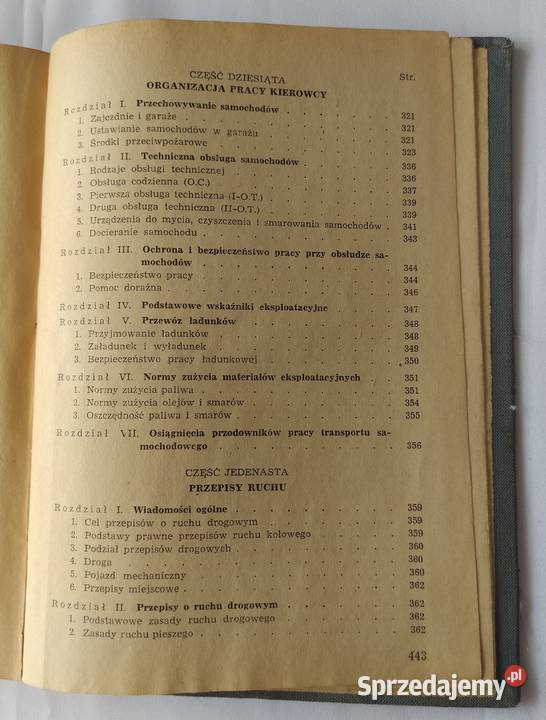 CZĘŚĆ DZIESIĄTA Str.
ORGANIZACJA PRACY KIEROWCY
Rozdział I. Przechowywanie samochodów . . . . 321
1. Zajezdnie i garaże . . . . . . . 321
2. Ustawianie samochodów w garażu . . . . . 321
3. Środki przeciwpożarowe . . . . . . 323
Rozdział II. Techniczna obsługa samochodów . . . . 336
1. Rodzaje obsługi technicznej . . . . . 336
2. Obsługa codzienna (O.C.) . . . . . . 337
3. Pierwsza obsługa techniczna (I-O.T.) . . . . 339
4. Druga obsługa techniczna (II-O.T.) . . . . 339
5. Urządzenia do mycia, czyszczenia i smarowania samochodów . 341
6. Docieranie samochodu . . . . . . 343
Rozdział III. Ochrona i bezpieczeństwo pracy przy obsłudze sa-
mochodów . . . . . . . 344
1. Bezpieczeństwo pracy . . . . . . 344
2. Pomoc doraźna . . . . . . . 346
Rozdział IV. Podstawowe wskaźniki eksploatacyjne . . . 347
Rozdział V. Przewóz ładunków . . . . . 348
1. Przyjmowanie ładunków . . . . . . 348
2. Załadunek i wyładunek . . . . . . 349
3. Bezpieczeństwo pracy ładunkowej . . . . 350
Rozdział VI. Normy zużycia materiałów eksploatacyjnych . . 351
1. Normy zużycia paliwa . . . . . . 351
2. Normy zużycia olejów i smarów . . . . . 354
3. Oszczędność paliwa i smarów . . . . . 355
Rozdział VII. Osiągnięcia przodowników pracy transportu sa-
mochodowego . . . . . . 356
CZĘŚĆ JEDENASTA
PRZEPISY RUCHU
Rozdział I. Wiadomości ogólne . . . . . . 359
1. Cel przepisów o ruchu drogowym . . . . . 359
2. Podstawy prawne przepisów ruchu kołowego . . . 360
3. Podział przepisów drogowych . . . . . 360
4. Droga . . . . . . . . 360
5. Pojazd mechaniczny . . . . . . 360
6. Przepisy miejscowe . . . . . . . 362
Rozdział II. Przepisy o ruchu drogowym . . . . 362
1. Podstawowe zasady ruchu drogowego . . . . 362
2. Zasady ruchu pieszego . . . . . . 362
443
Sprzedajemy.pl